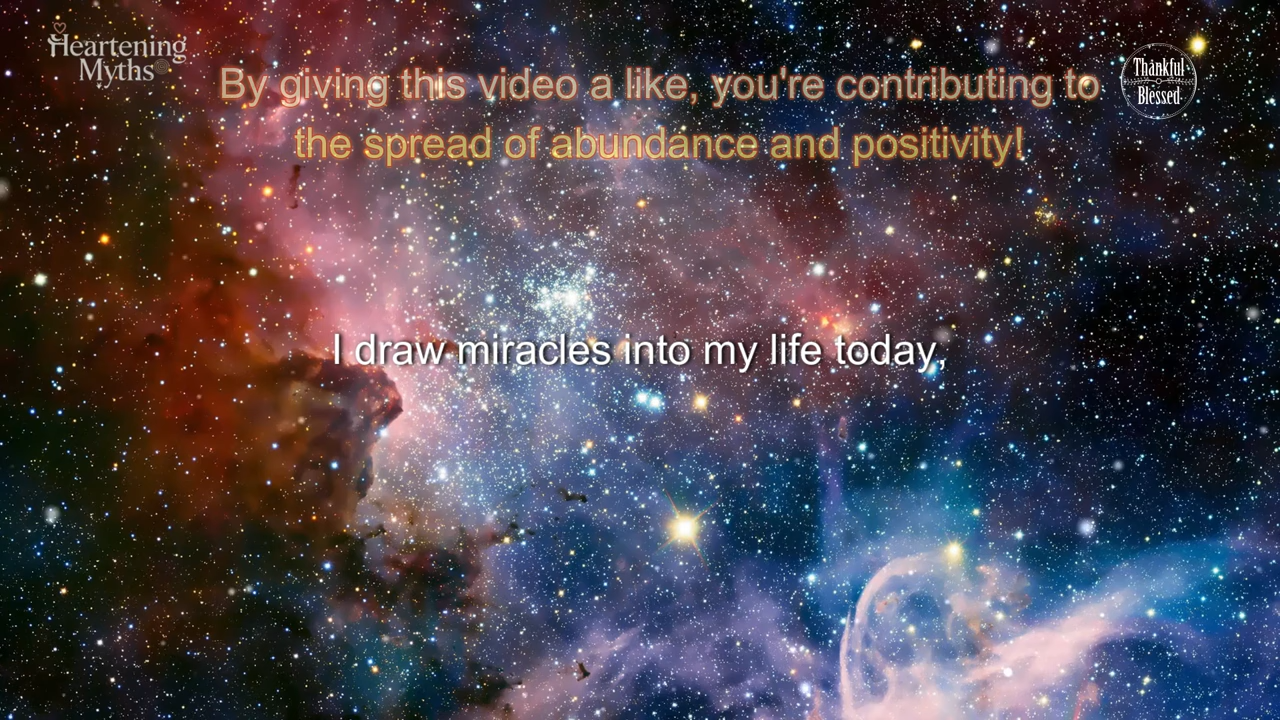 Heartening
Myths
Thankful
Blessed
By giving this video a like, you're contributing to
the spread of abundance and positivity!
I draw miracles into my life today,